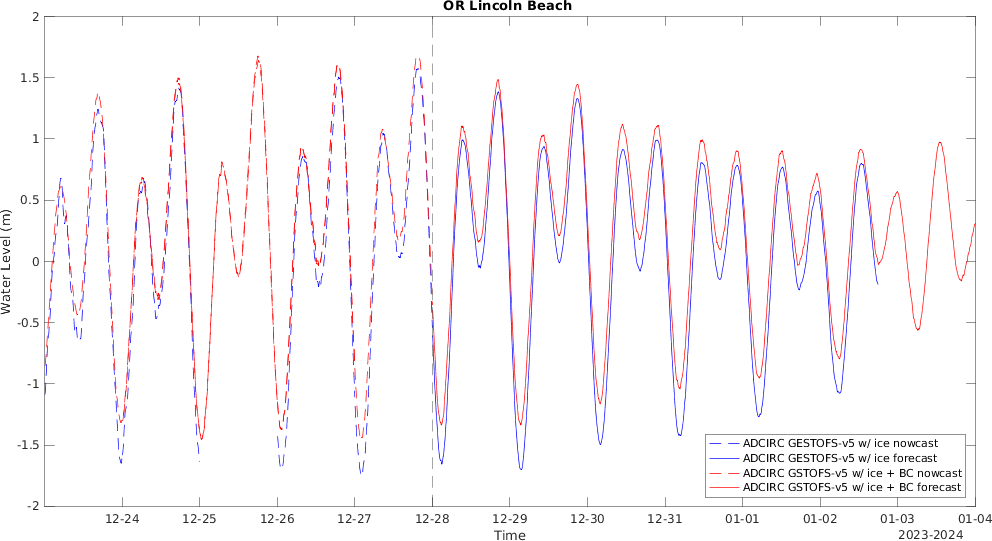 OR Lincoln Beach
2
1.5
1
0.5
0
-0.5
-1
-1.5
-2
Water Level (m)
12-24 12-25 12-26 12-27 12-28 12-29 12-30 12-31 01-01 01-02 01-03 01-04
Time
2023-2024
ADCIRC GESTOFS-v5 w/ ice nowcast
ADCIRC GESTOFS-v5 w/ ice forecast
ADCIRC GSTOFS-v5 w/ ice + BC nowcast
ADCIRC GSTOFS-v5 w/ ice + BC forecast